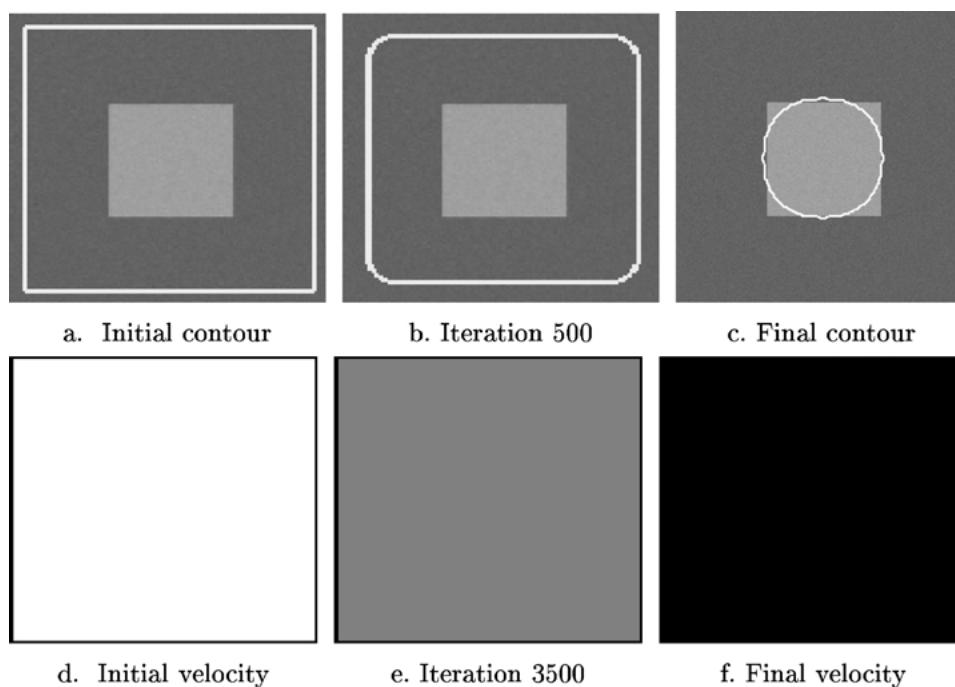 a. Initial contour
b. Iteration 500
c. Final contour
d. Initial velocity
e. Iteration 3500
f. Final velocity